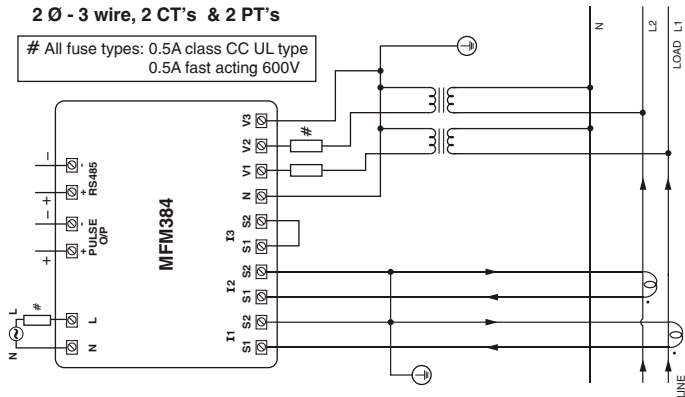 2 Ø - 3 wire, 2 CT's & 2 PT's
# All fuse types: 0.5A class CC UL type
0.5A fast acting 600V
N
L2
LOAD L1
V3
V2
#
V1
N
S2
I3
S1
S2
I2
S1
S2
I1
S1
MFM384
−
-
RS485
+
+
−
-
PULSE O/P
+
+
L
#
L
N
N
LINE